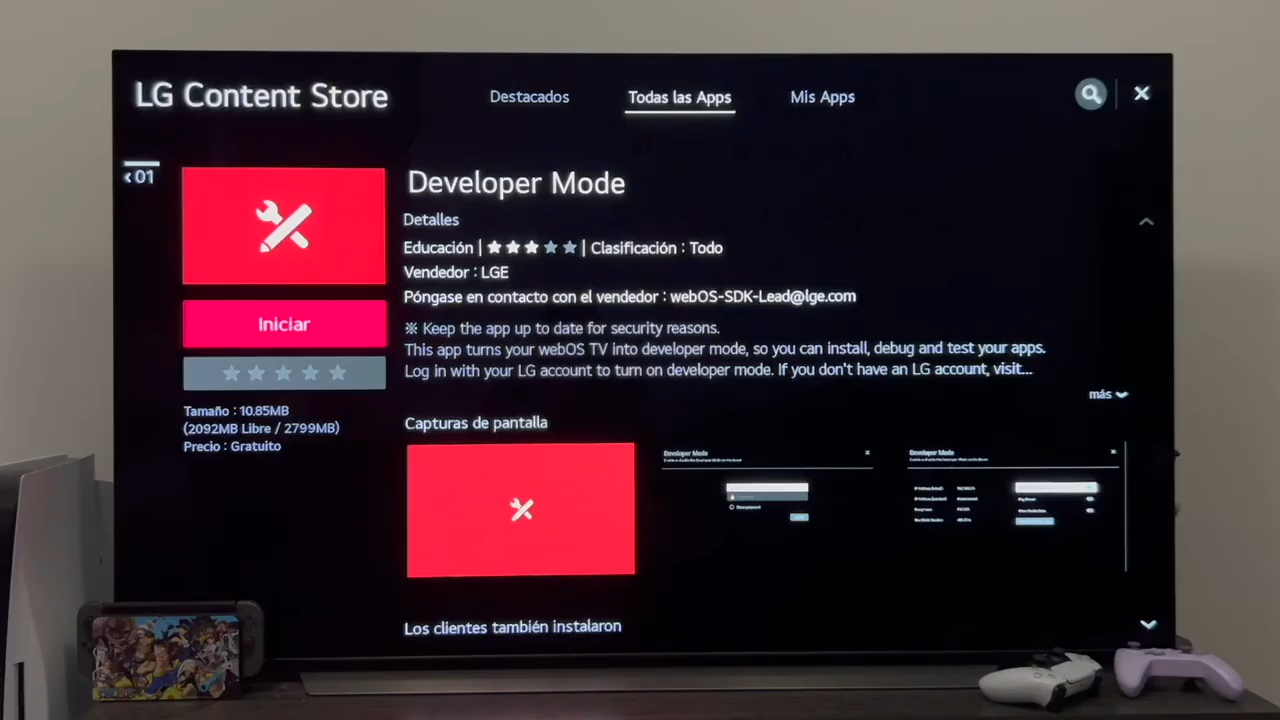 LG Content Store
Destacados
Todas las Apps
Mis Apps
‹ 01
Developer Mode
Detalles
Educación | ★★★★★ | Clasificación : Todo
Vendedor : LGE
Póngase en contacto con el vendedor : webOS-SDK-Lead@lge.com
Iniciar
※ Keep the app up to date for security reasons.
This app turns your webOS TV into developer mode, so you can install, debug and test your apps.
Log in with your LG account to turn on developer mode. If you don't have an LG account, visit...
más
Tamaño : 10.85MB
(2092MB Libre / 2799MB)
Precio : Gratuito
Capturas de pantalla
Developer Mode
Developer Mode
Los clientes también instalaron